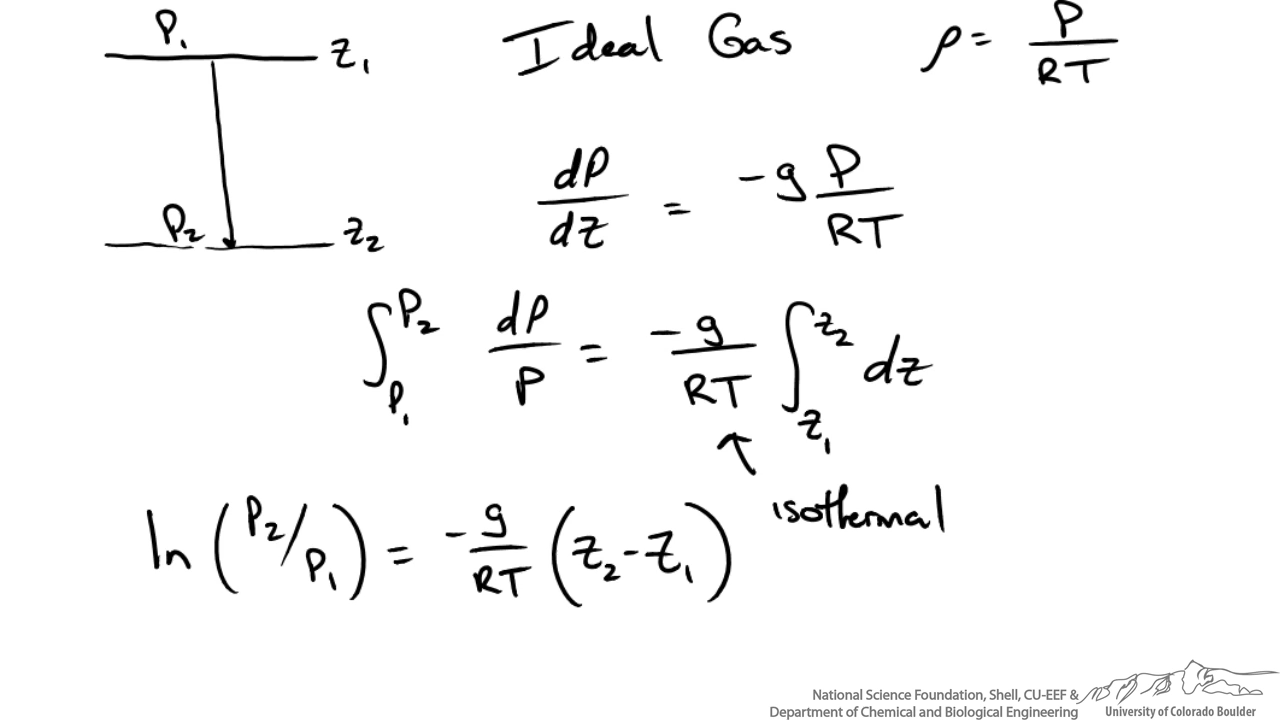 P₁ z₁ Ideal Gas ρ = P/RT
dP/dz = -g P/RT
P₂ z₂
∫_{P₁}^{P₂} dP/P = -g/RT ∫_{z₁}^{z₂} dz
isothermal
ln (P₂/P₁) = -g/RT (z₂-z₁)
National Science Foundation, Shell, CU-EEF &
Department of Chemical and Biological Engineering
University of Colorado Boulder